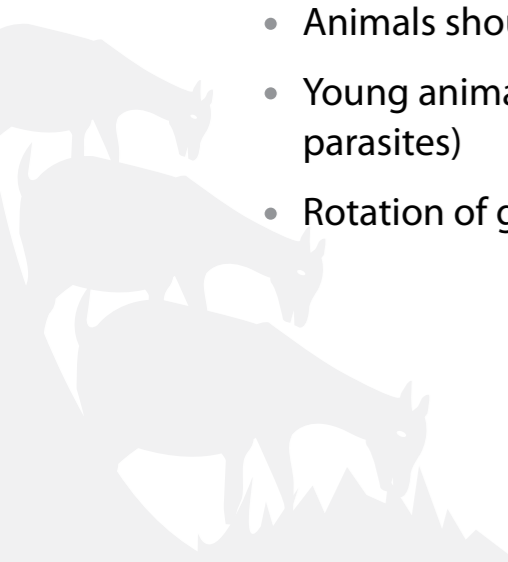 • Animals
• Young
parasites)
• Rotation of